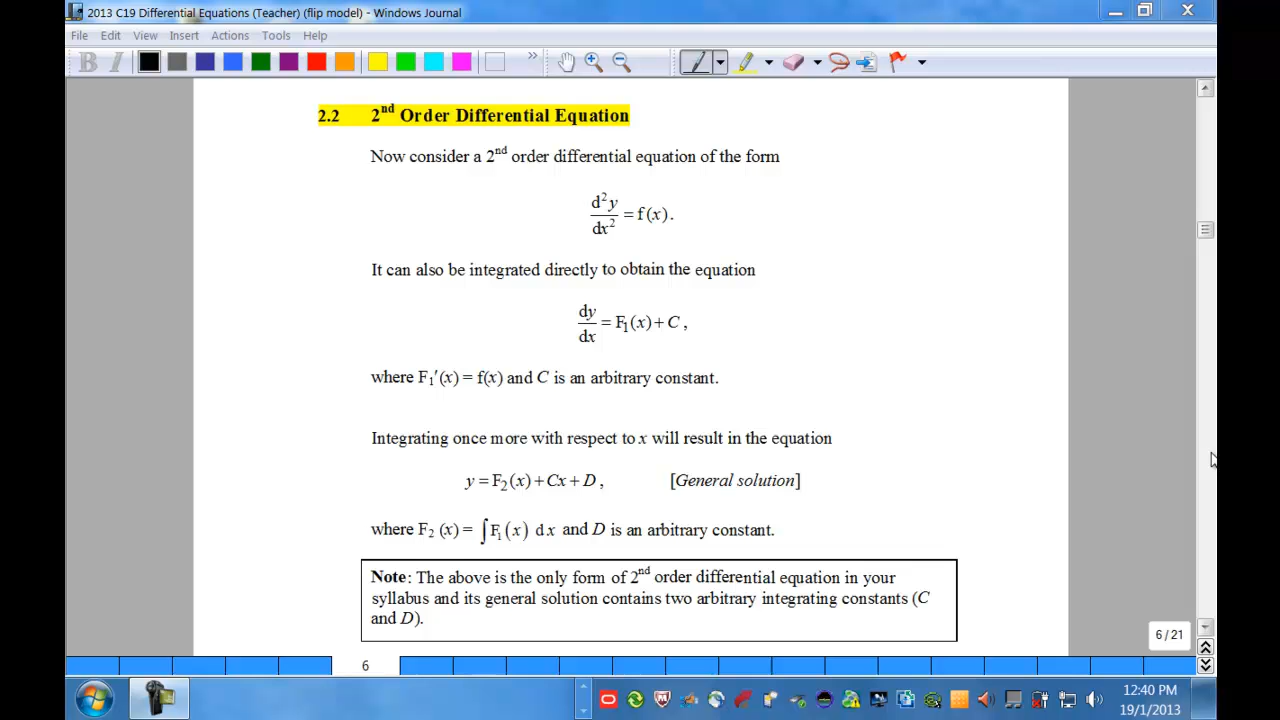 2013 C19 Differential Equations (Teacher) (flip model) - Windows Journal
File Edit View Insert Actions Tools Help
B I
2.2 2nd Order Differential Equation
Now consider a 2nd order differential equation of the form
d²y/dx² = f(x).
It can also be integrated directly to obtain the equation
dy/dx = F₁(x) + C ,
where F₁′(x) = f(x) and C is an arbitrary constant.
Integrating once more with respect to x will result in the equation
y = F₂(x) + Cx + D , [General solution]
where F₂ (x) = ∫F₁(x) dx and D is an arbitrary constant.
Note: The above is the only form of 2nd order differential equation in your
syllabus and its general solution contains two arbitrary integrating constants (C
and D).
6 / 21
6
12:40 PM
19/1/2013